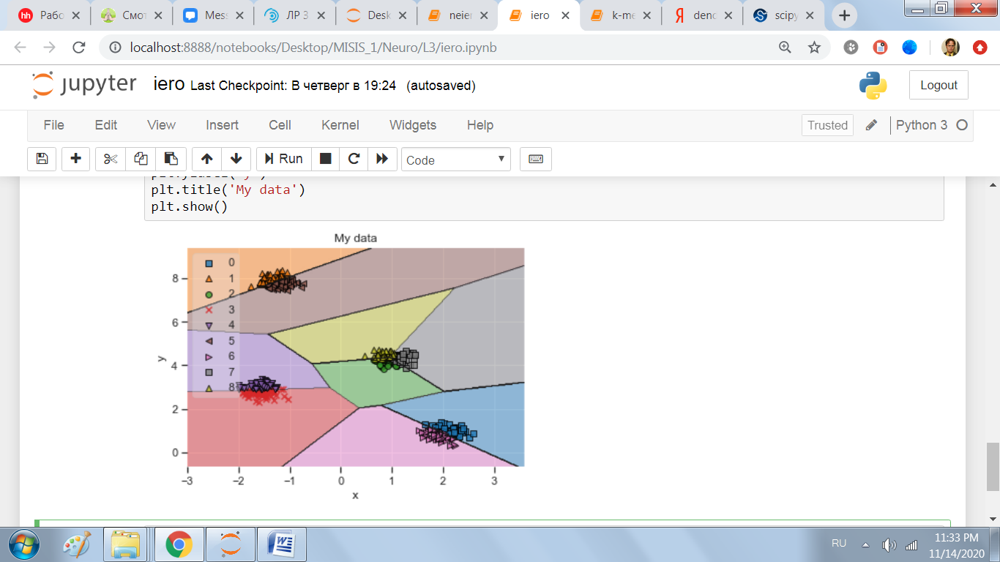 Рабо
Смот
Mess
ЛР 3
Desk
neier
iero
k-me
Я
denc
scipy
localhost:8888/notebooks/Desktop/MISIS_1/Neuro/L3/iero.ipynb
jupyter iero Last Checkpoint: В четверг в 19:24 (autosaved)
Logout
File Edit View Insert Cell Kernel Widgets Help
Trusted Python 3
Run Code
plt.title('My data')
plt.show()
My data
0
1
2
3
4
5
6
7
8
8
6
4
2
0
y
−3 −2 −1 0 1 2 3
x
RU
11:33 PM
11/14/2020